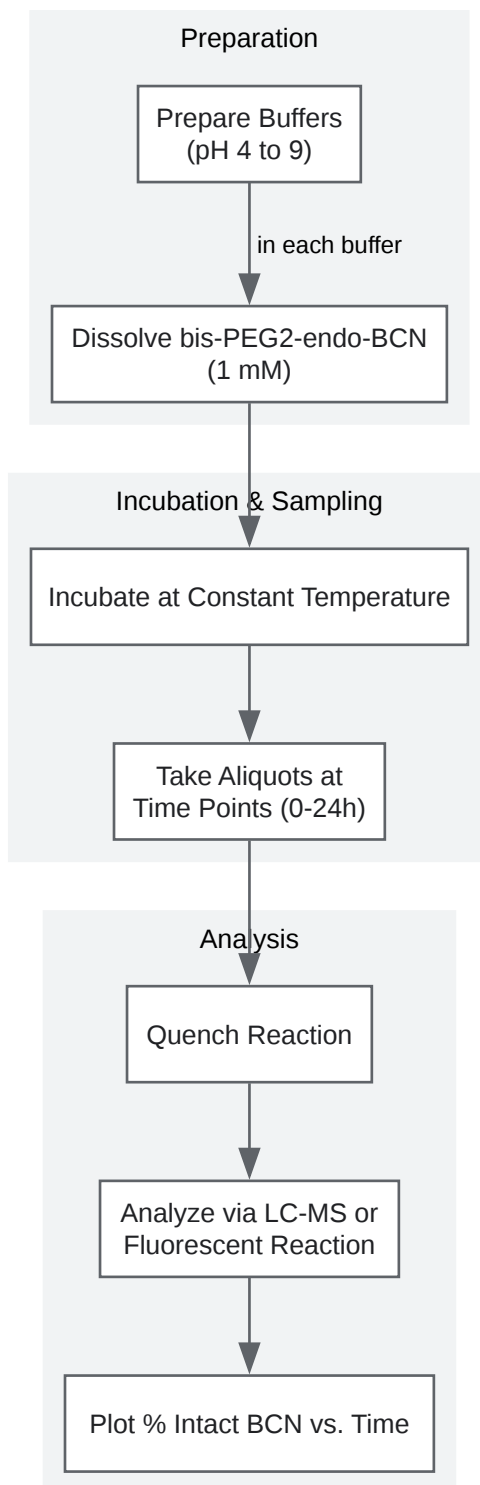 Preparation
Prepare Buffers
(pH 4 to 9)
in each buffer
Dissolve bis-PEG2-endo-BCN
(1 mM)
Incubation & Sampling
Incubate at Constant Temperature
Take Aliquots at
Time Points (0-24h)
Analysis
Quench Reaction
Analyze via LC-MS or
Fluorescent Reaction
Plot % Intact BCN vs. Time